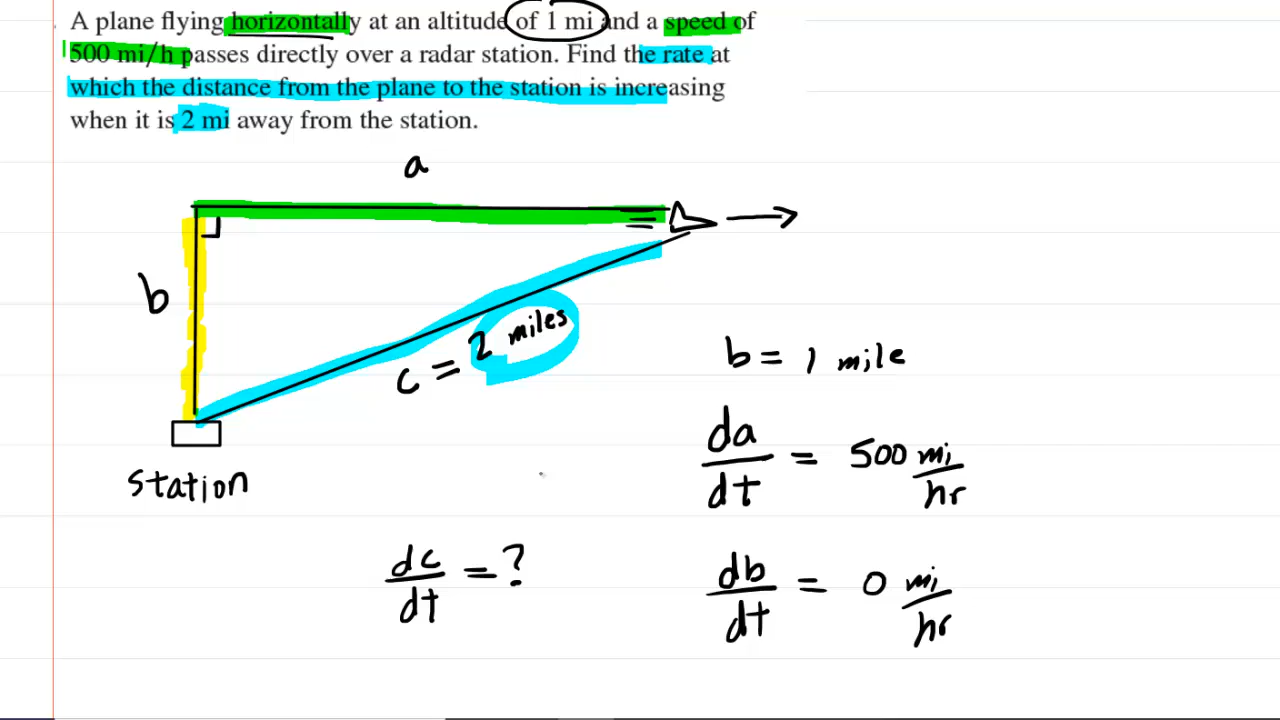 A plane flying horizontally at an altitude of 1 mi and a speed of
500 mi/h passes directly over a radar station. Find the rate at
which the distance from the plane to the station is increasing
when it is 2 mi away from the station.
a
b
c = 2 miles
station
b = 1 mile
da/dt = 500 mi/hr
dc/dt = ?
db/dt = 0 mi/hr